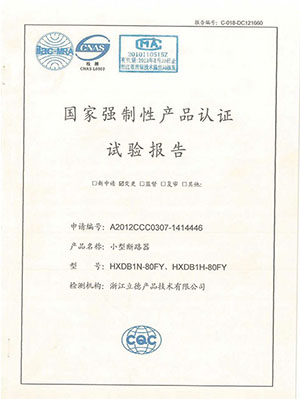 报告编号: C-018-DC121660
ilac-MRA
CNAS
检测
CNAS L0003
CMA
国家强制性产品认证
试验报告
□新申请 ☑变更 □监督 □复审 □其他:
申请编号: A2012CCC0307-1414446
产品名称: 小型断路器
型 号: HXDB1N-80FY、HXDB1H-80FY
检测机构: 浙江立德产品技术有限公司
CQC